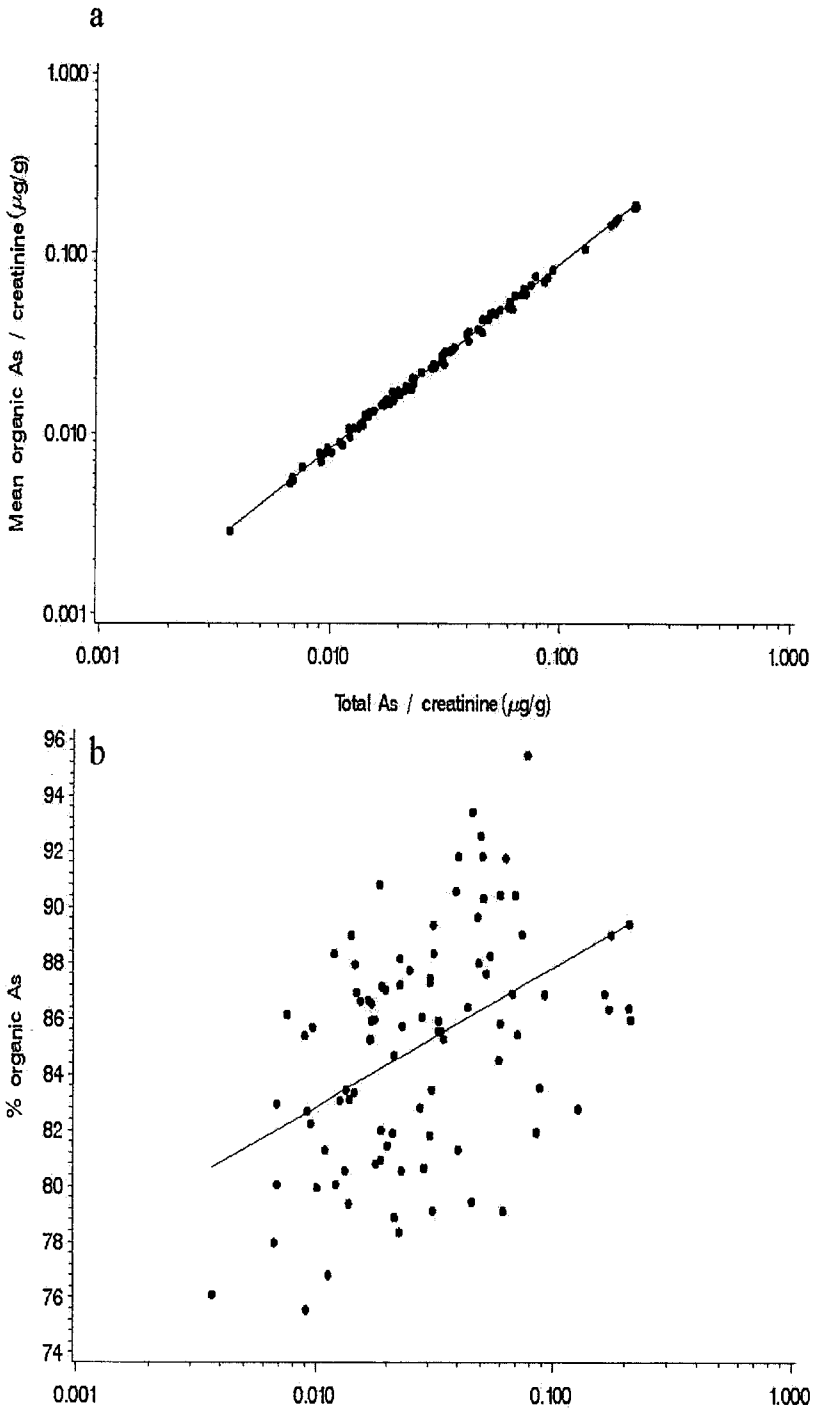 a
1.000
0.100
0.010
0.001
Mean organic As / creatinine (μg/g)
0.001 0.010 0.100 1.000
Total As / creatinine (μg/g)
b
96
94
92
90
88
86
84
82
80
78
76
74
% organic As
0.001 0.010 0.100 1.000